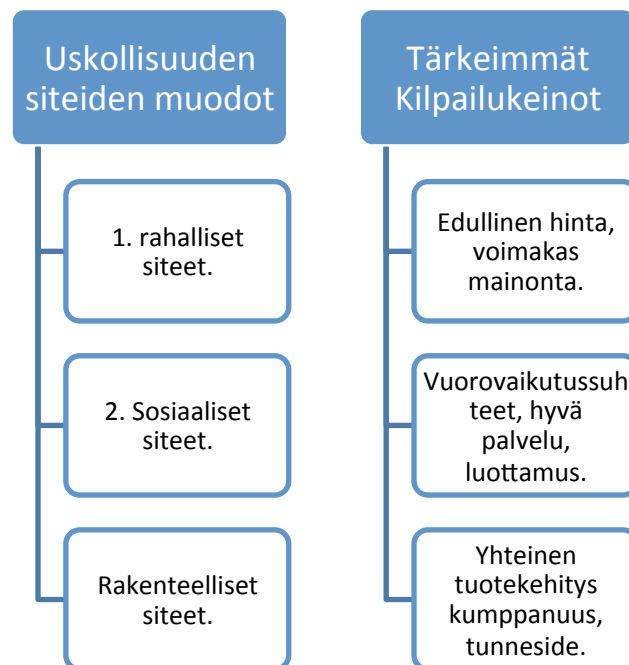 Uskollisuuden
siteiden muodot
1. rahalliset
siteet.
2. Sosiaaliset
siteet.
Rakenteelliset
siteet.
Tärkeimmät
Kilpailukeinot
Edullinen hinta,
voimakas
mainonta.
Vuorovaikutussuh
teet, hyvä
palvelu,
luottamus.
Yhteinen
tuotekehitys
kumppanuus,
tunneside.